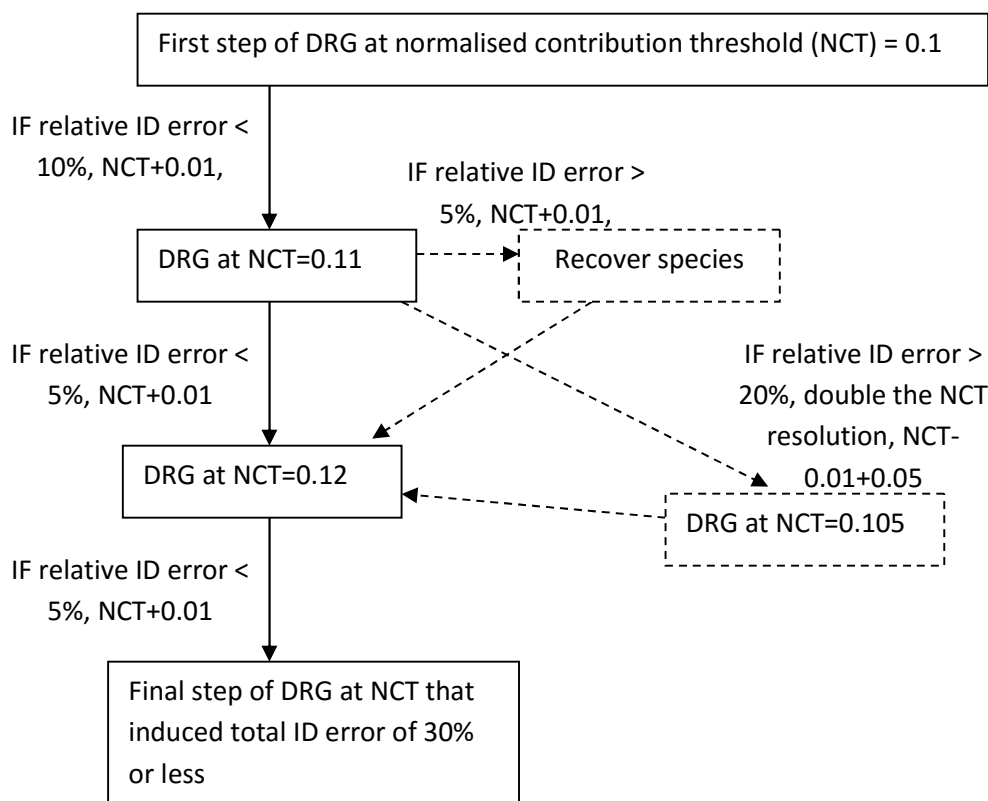 First step of DRG at normalised contribution threshold (NCT) = 0.1
IF relative ID error <
10%, NCT+0.01,
IF relative ID error >
5%, NCT+0.01,
DRG at NCT=0.11
Recover species
IF relative ID error <
5%, NCT+0.01
IF relative ID error >
20%, double the NCT
resolution, NCT-
0.01+0.05
DRG at NCT=0.12
DRG at NCT=0.105
IF relative ID error <
5%, NCT+0.01
Final step of DRG at NCT that
induced total ID error of 30%
or less